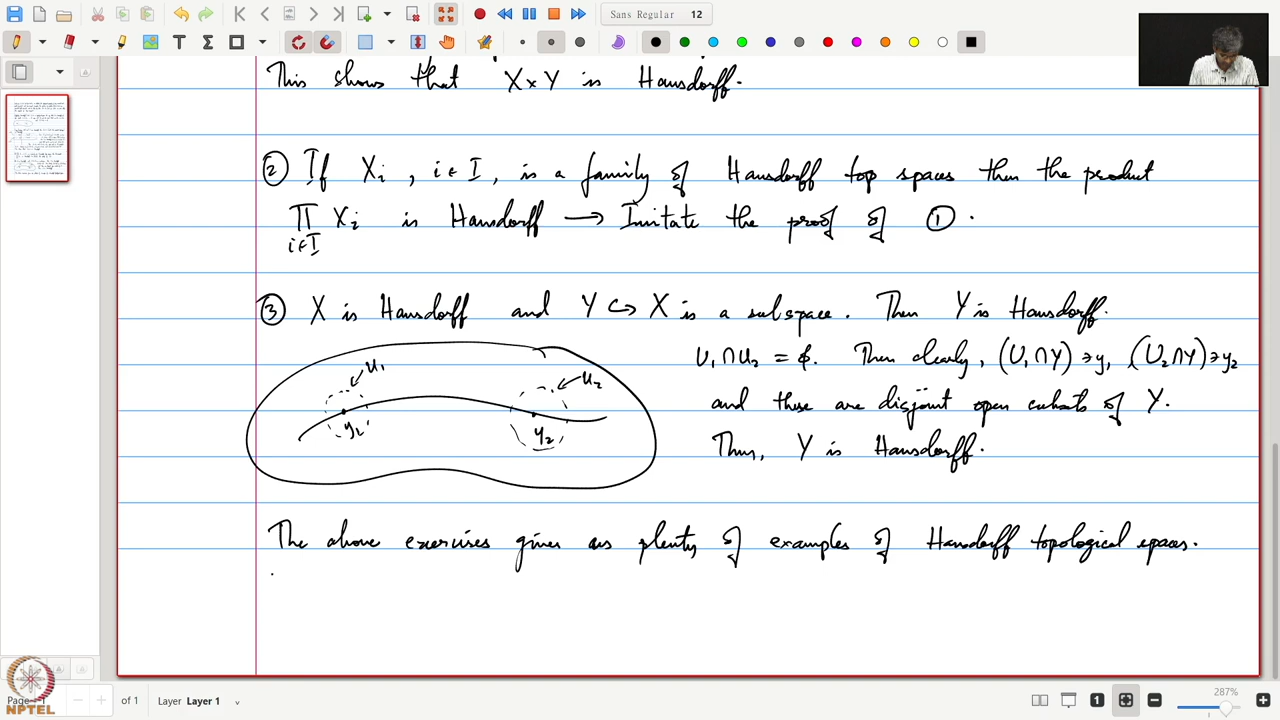 Sans Regular 12
This shows that X×Y is Hausdorff.
② If Xi , i ∈ I, is a family of Hausdorff top spaces then the product
∏ Xi is Hausdorff → Imitate the proof of ① .
i∈I
③ X is Hausdorff and Y ↪ X is a subspace. Then Y is Hausdorff.
U1 ∩ U2 = ϕ. Then clearly, (U1 ∩ Y) ∋ y1 (U2 ∩ Y) ∋ y2
and these are disjoint open subsets of Y.
Thus, Y is Hausdorff.
U1
U2
y2
y2
The above exercises gives us plenty of examples of Hausdorff topological spaces.
Page 1 of 1
Layer Layer 1
287%
NPTEL